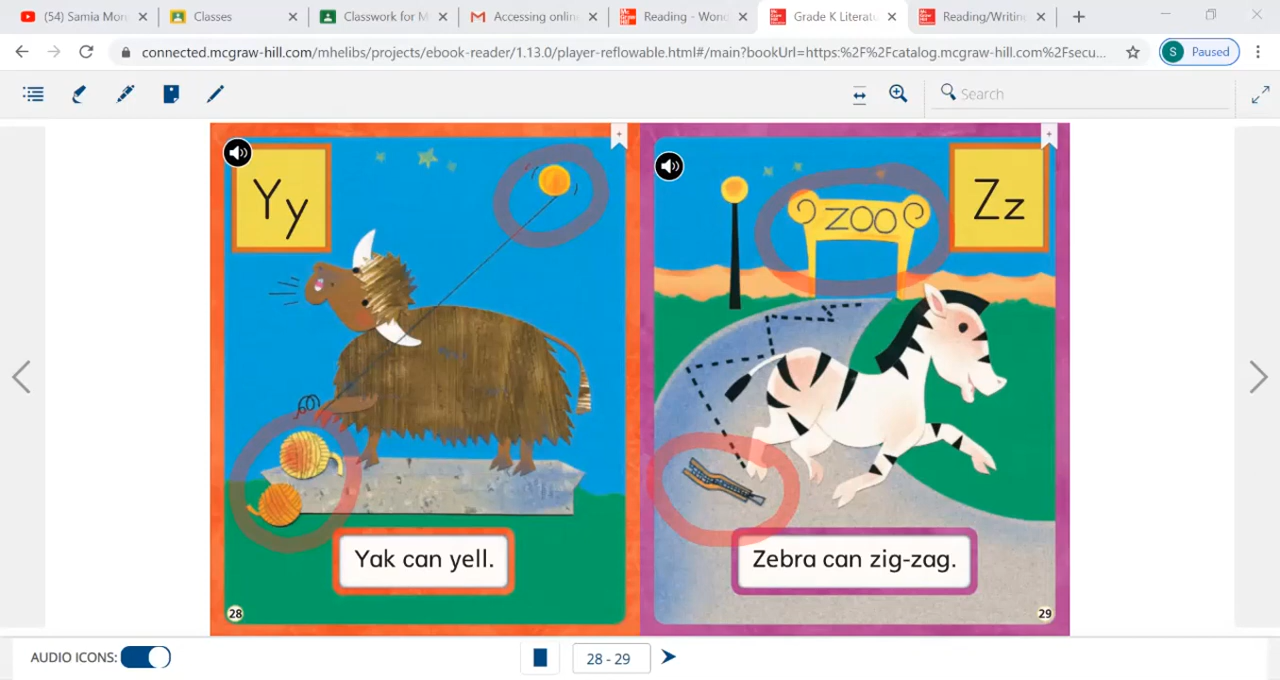 (54) Samia Mor
Classes
Classwork for M
Accessing onlin
Reading - Wond
Grade K Literatu
Reading/Writin
connected.mcgraw-hill.com/mhelibs/projects/ebook-reader/1.13.0/player-reflowable.html#/main?bookUrl=https:%2F%2Fcatalog.mcgraw-hill.com%2Fsecu...
S Paused
Search
Yy
Yak can yell.
28
ZOO
Zz
Zebra can zig-zag.
29
AUDIO ICONS:
28 - 29